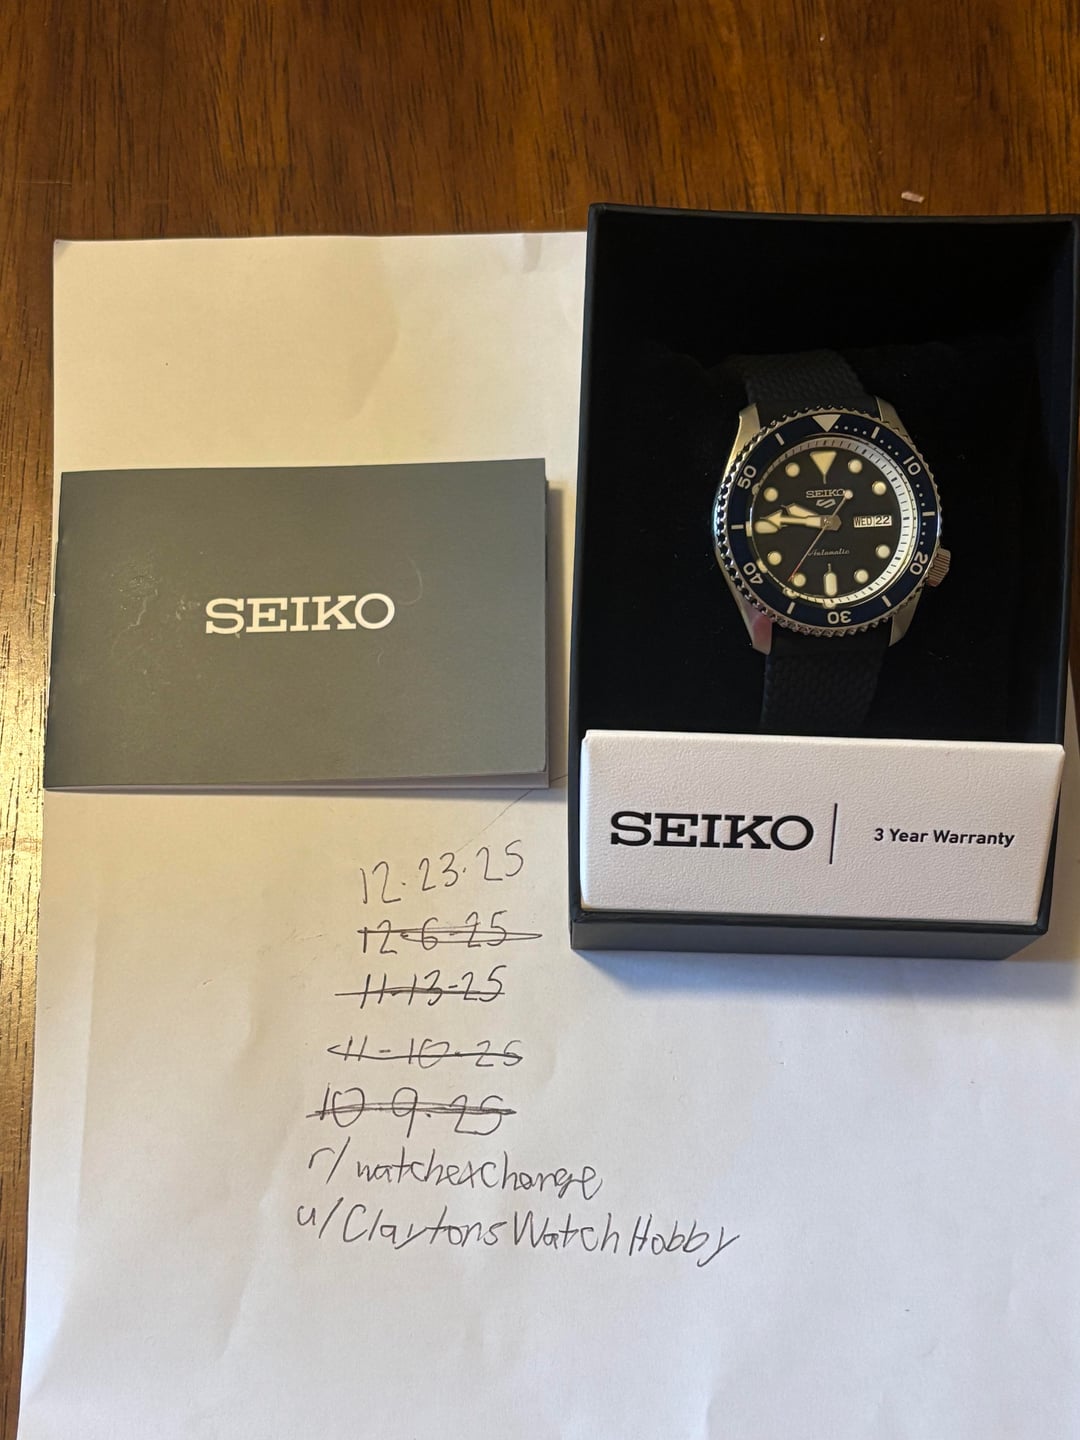 SEIKO
50
10
SEIKO
5
WED 22
Automatic
40
20
30
SEIKO
3 Year Warranty
12.23.25
12-6-25
11-13-25
11-10-25
10.9.25
r/watchexchange
u/ClaytonsWatchHobby